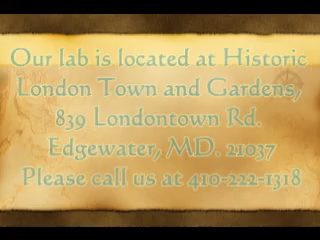 Our lab is located at Historic
London Town and Gardens,
839 Londontown Rd.
Edgewater, MD. 21037
Please call us at 410-222-1318